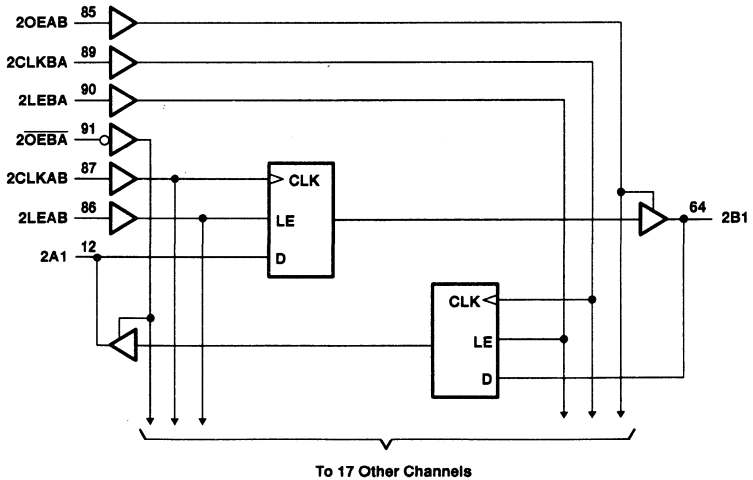 2OEAB 85
2CLKBA 89
2LEBA 90
2O̅E̅B̅A̅ 91
2CLKAB 87
2LEAB 86
2A1 12
CLK
LE
D
64 2B1
CLK
LE
D
To 17 Other Channels